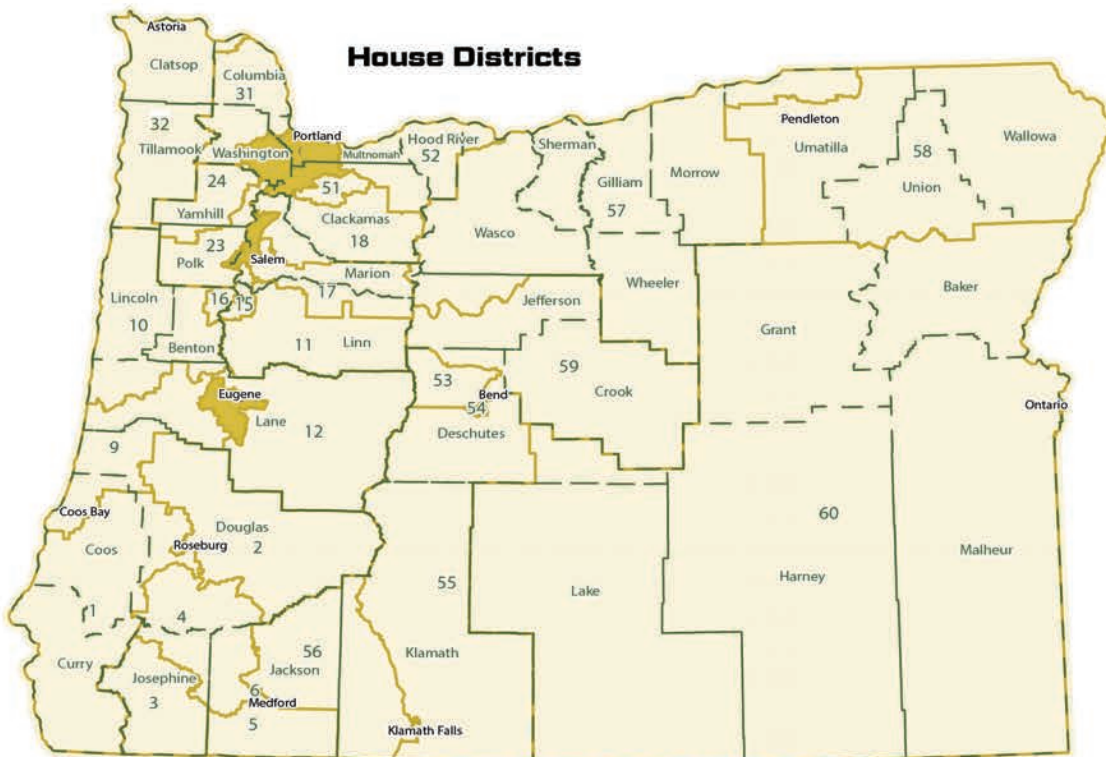 House Districts
Astoria
Clatsop
Columbia
31
32
Tillamook
Washington
Portland
Multnomah
Hood River
52
Sherman
Gilliam
57
Morrow
Pendleton
Umatilla
58
Union
Wallowa
24
Yamhill
51
Clackamas
18
Wasco
23
Polk
Salem
Marion
17
Wheeler
Jefferson
Grant
Baker
Lincoln
10
16
15
Benton
11
Linn
53
54
Bend
59
Crook
Ontario
Eugene
Lane
12
Deschutes
9
Coos Bay
Coos
Douglas
2
Roseburg
60
Harney
Malheur
55
Lake
1
4
Curry
Josephine
3
56
Jackson
6
Medford
5
Klamath
Klamath Falls